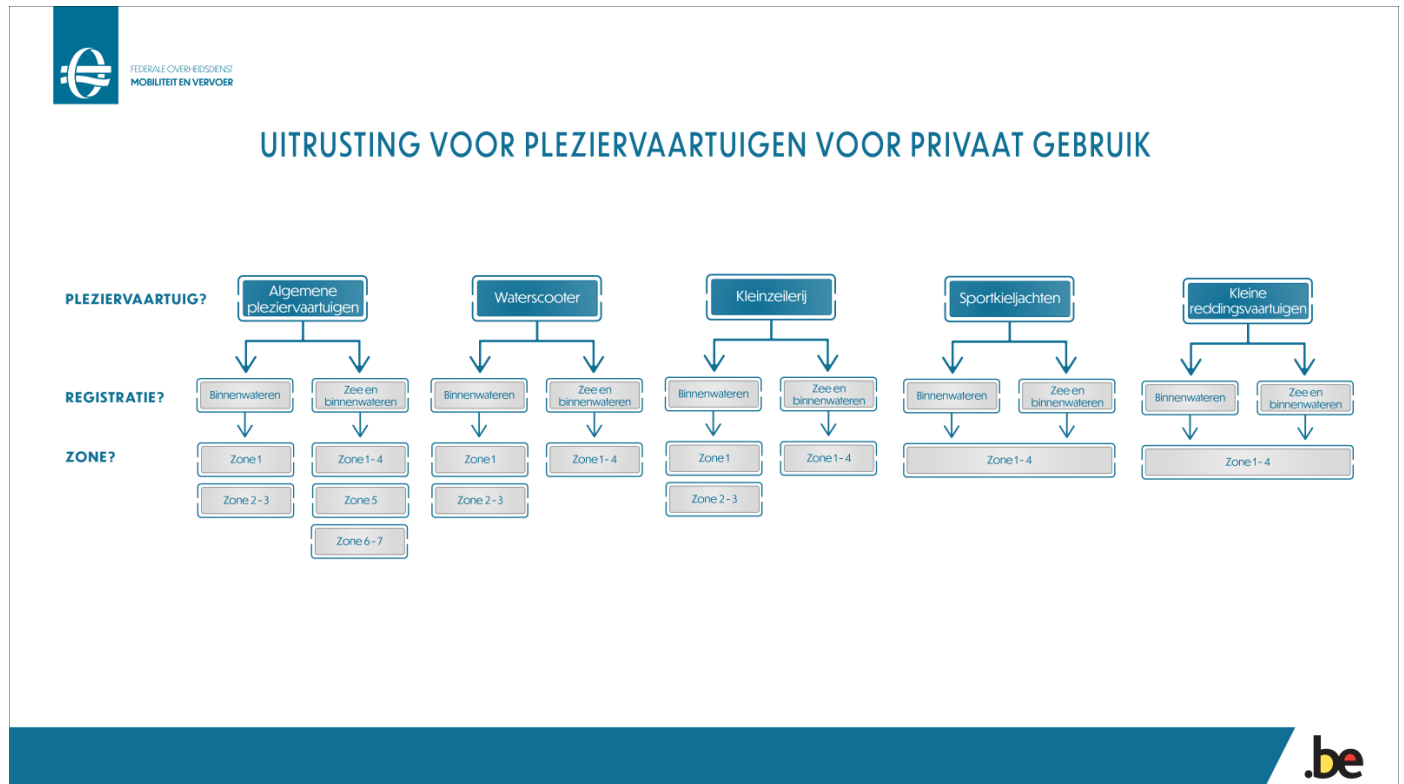 FEDERALE OVERHEIDSDIENST
MOBILITEIT EN VERVOER
UITRUSTING VOOR PLEZIERVAARTUIGEN VOOR PRIVAAT GEBRUIK
PLEZIERVAARTUIG?
Algemene
pleziervaartuigen
Waterscooter
Kleinzeilerij
Sportkieljachten
Kleine
reddingsvaartuigen
REGISTRATIE?
Binnenwateren
Zee en
binnenwateren
Binnenwateren
Zee en
binnenwateren
Binnenwateren
Zee en
binnenwateren
Binnenwateren
Zee en
binnenwateren
Binnenwateren
Zee en
binnenwateren
ZONE?
Zone 1
Zone 1 - 4
Zone 1
Zone 1 - 4
Zone 1
Zone 1 - 4
Zone 1 - 4
Zone 1 - 4
Zone 2 - 3
Zone 5
Zone 2 - 3
Zone 2 - 3
Zone 6 - 7
.be